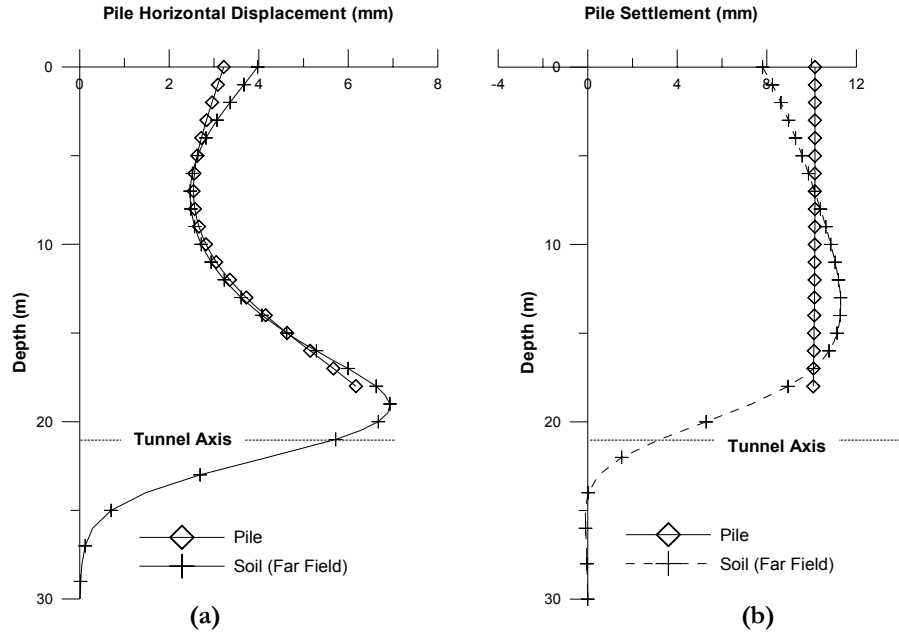 Pile Horizontal Displacement (mm)
0 2 4 6 8
0
10
20
30
Depth (m)
Tunnel Axis
Pile
Soil (Far Field)
(a)
Pile Settlement (mm)
-4 0 4 8 12
0
10
20
30
Depth (m)
Tunnel Axis
Pile
Soil (Far Field)
(b)